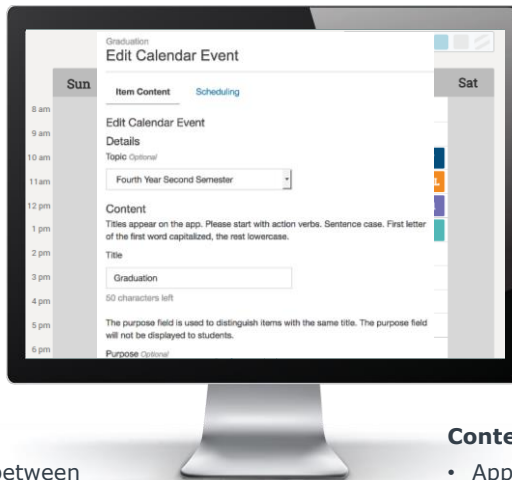 Graduation
Edit Calendar Event
Sun
Sat
Item Content
Scheduling
8 am
9 am
10 am
11am
12 pm
1 pm
2 pm
3 pm
4 pm
5 pm
6 pm
Edit Calendar Event
Details
Topic Optional
Fourth Year Second Semester
Content
Titles appear on the app. Please start with action verbs. Sentence case. First letter
of the first word capitalized, the rest lowercase.
Title
Graduation
50 characters left
The purpose field is used to distinguish items with the same title. The purpose field
will not be displayed to students.
Purpose Optional
between